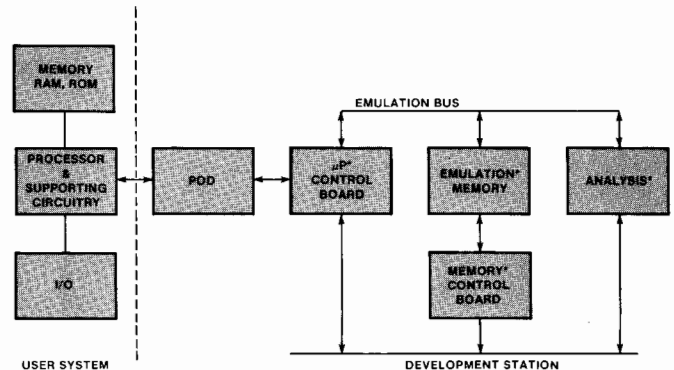 MEMORY
RAM, ROM
EMULATION BUS
PROCESSOR
&
SUPPORTING
CIRCUITRY
POD
"P"
CONTROL
BOARD
EMULATION*
MEMORY
ANALYSIS*
I/O
MEMORY*
CONTROL
BOARD
USER SYSTEM
DEVELOPMENT STATION